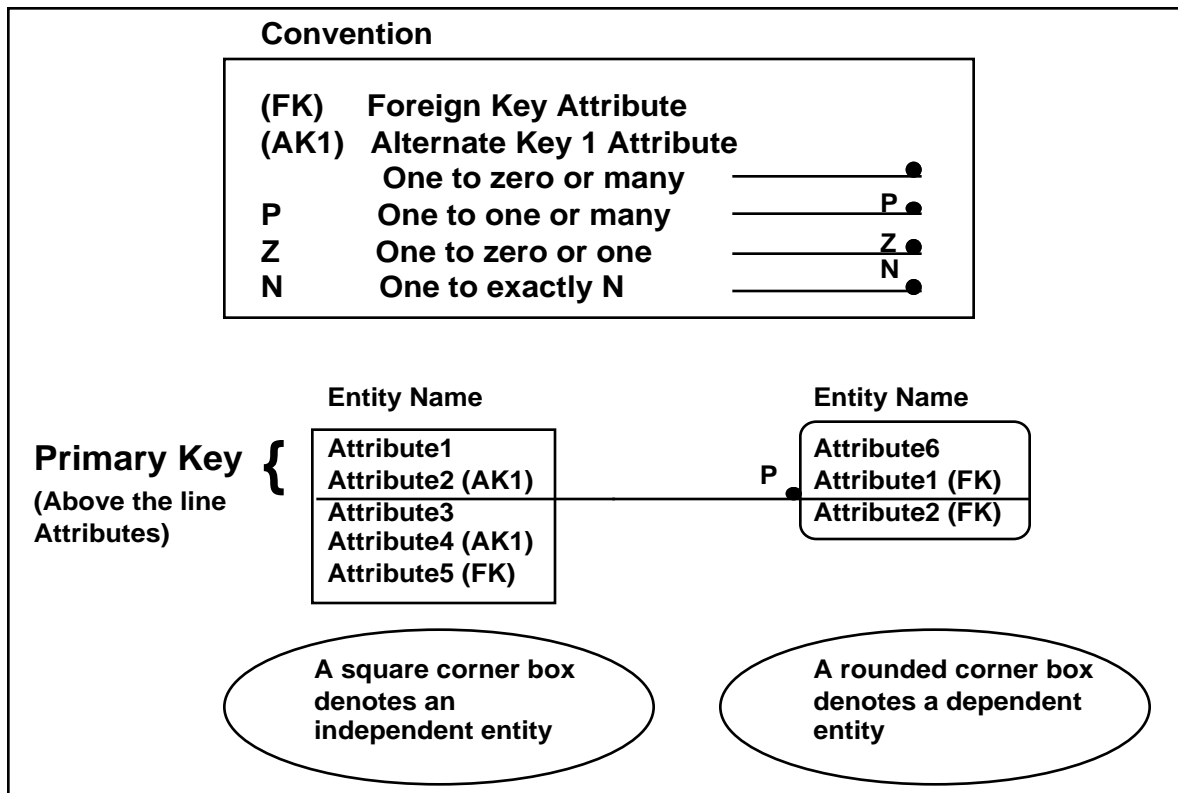 Convention
(FK) Foreign Key Attribute
(AK1) Alternate Key 1 Attribute
One to zero or many
P One to one or many P
Z One to zero or one Z
N One to exactly N N
Entity Name
Primary Key {
(Above the line
Attributes)
Attribute1
Attribute2 (AK1)
Attribute3
Attribute4 (AK1)
Attribute5 (FK)
P
Entity Name
Attribute6
Attribute1 (FK)
Attribute2 (FK)
A square corner box
denotes an
independent entity
A rounded corner box
denotes a dependent
entity